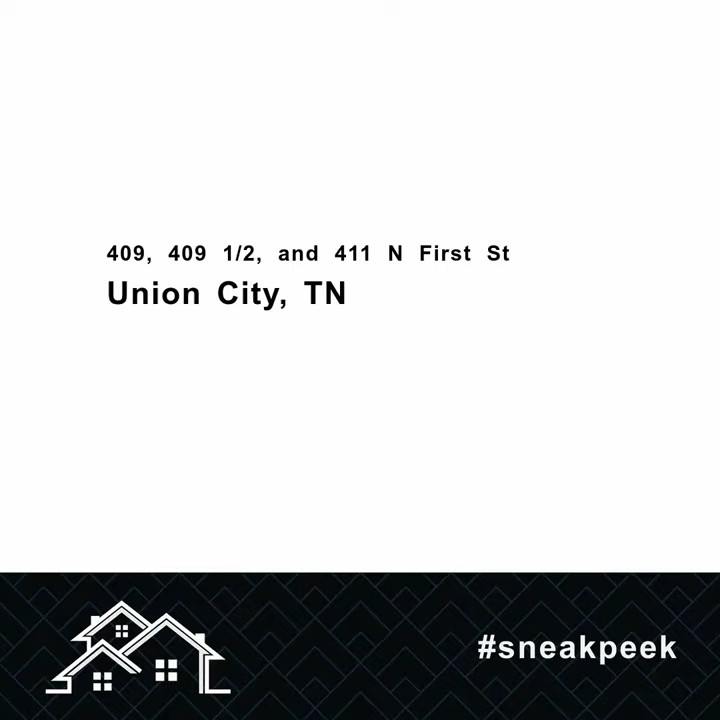 409, 409 1/2, and 411 N First St
Union City, TN
#sneakpeek